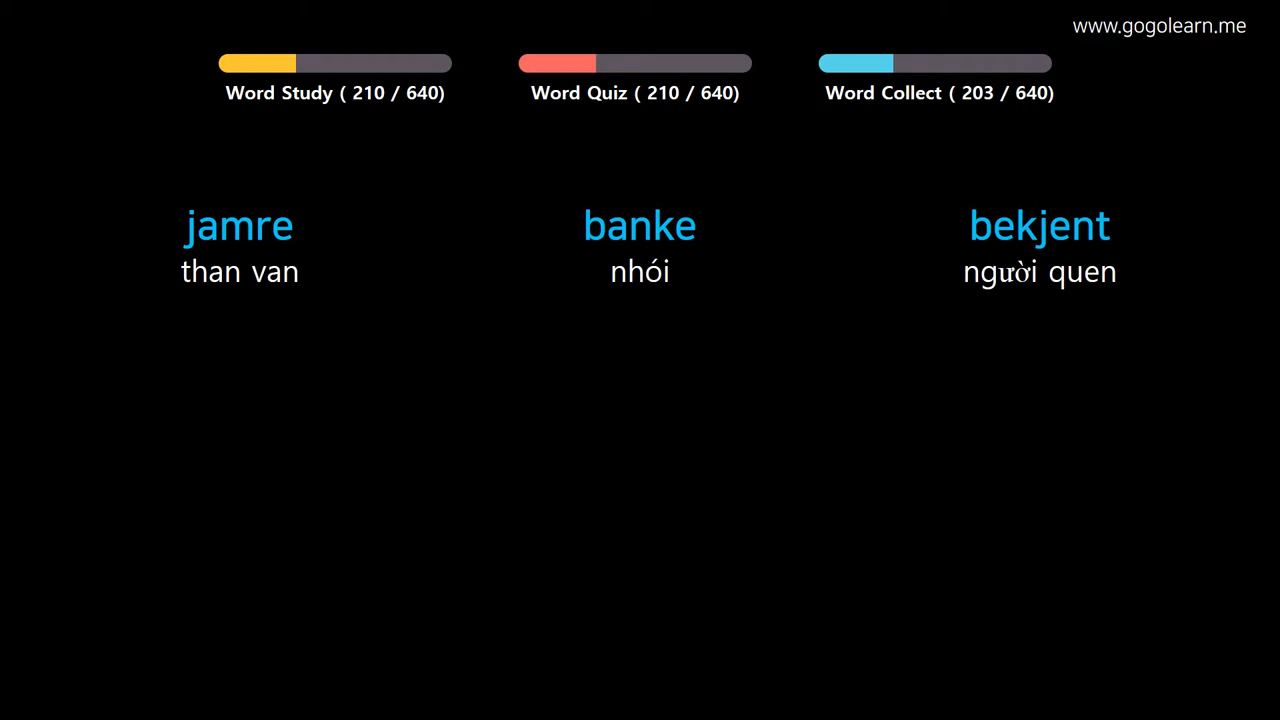 www.gogolearn.me
Word Study ( 210 / 640)
Word Quiz ( 210 / 640)
Word Collect ( 203 / 640)
jamre
than van
banke
nhói
bekjent
người quen